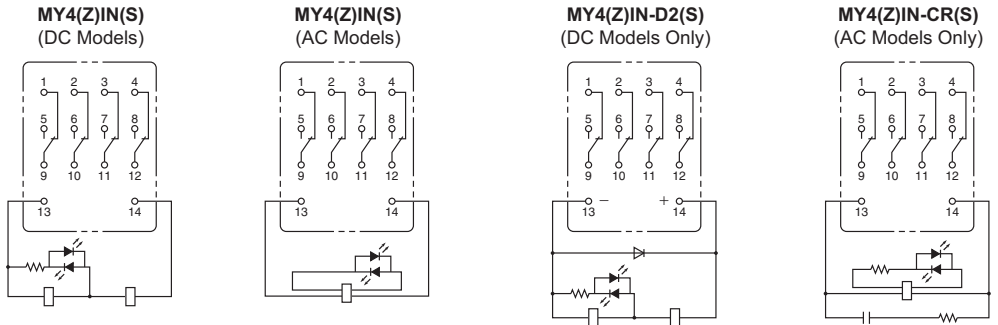 MY4(Z)IN(S)
(DC Models)
1 2 3 4
5 6 7 8
9 10 11 12
13 14
MY4(Z)IN(S)
(AC Models)
1 2 3 4
5 6 7 8
9 10 11 12
13 14
MY4(Z)IN-D2(S)
(DC Models Only)
1 2 3 4
5 6 7 8
9 10 11 12
13 − + 14
MY4(Z)IN-CR(S)
(AC Models Only)
1 2 3 4
5 6 7 8
9 10 11 12
13 14